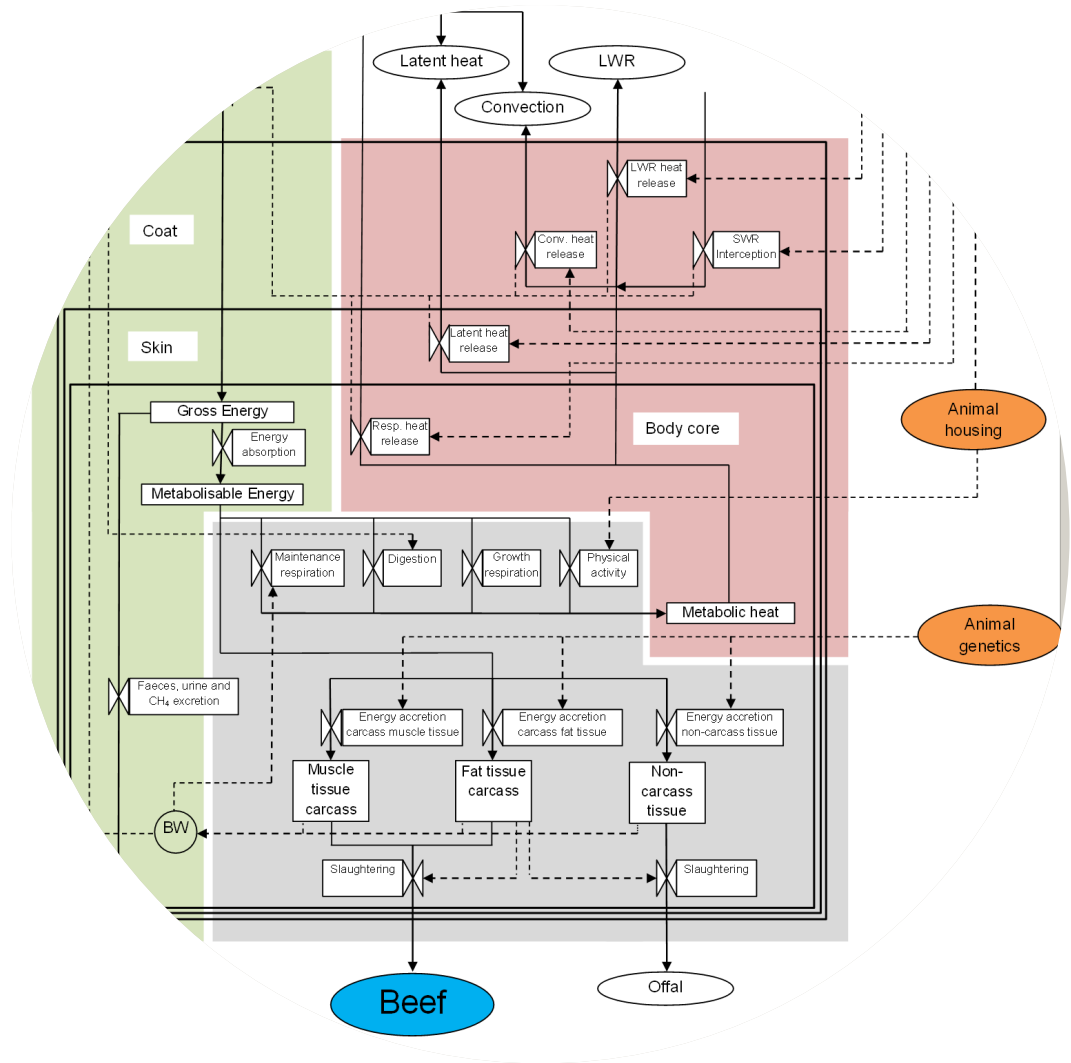 Latent heat
LWR
Convection
LWR heat
release
Coat
Conv. heat
release
SWR
Interception
Skin
Latent heat
release
Gross Energy
Resp. heat
release
Body core
Animal
housing
Energy
absorption
Metabolisable Energy
Maintenance
respiration
Digestion
Growth
respiration
Physical
activity
Metabolic heat
Animal
genetics
Faeces, urine and
CH₄ excretion
Energy accretion
carcass muscle tissue
Energy accretion
carcass fat tissue
Energy accretion
non-carcass tissue
Muscle
tissue
carcass
Fat tissue
carcass
Non-
carcass
tissue
BW
Slaughtering
Slaughtering
Beef
Offal